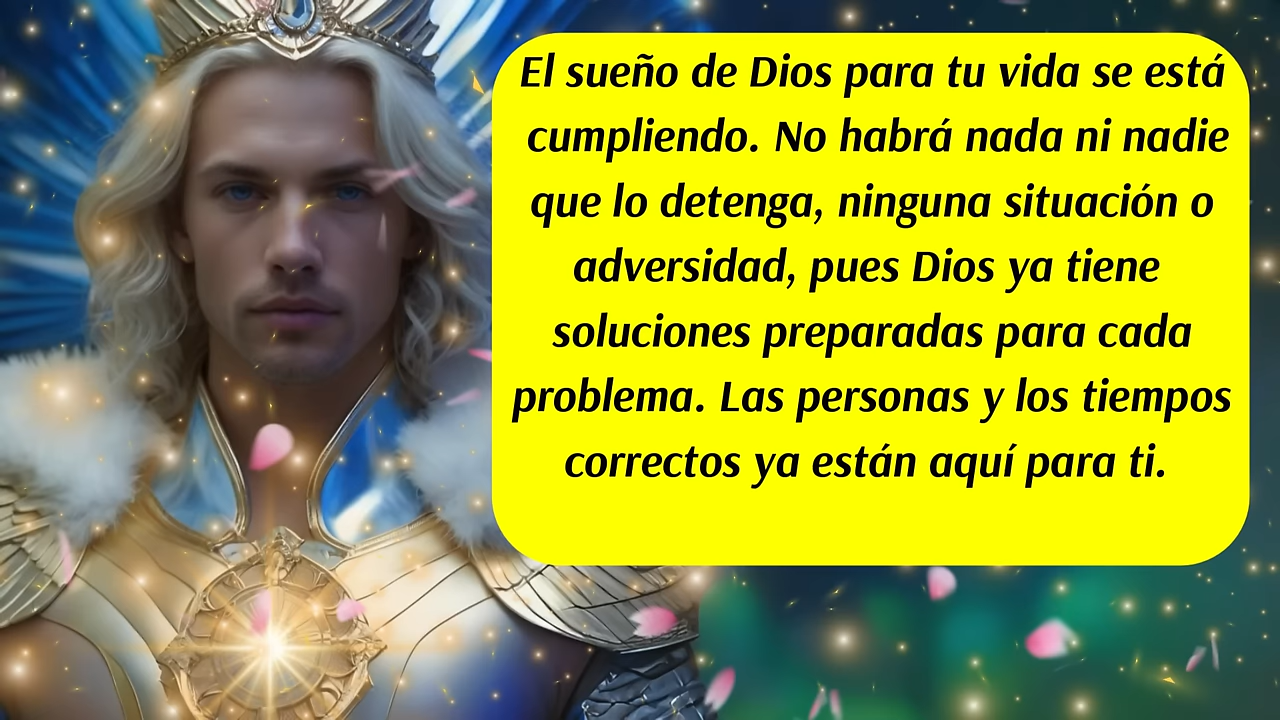 El sueño de Dios para tu vida se está
cumpliendo. No habrá nada ni nadie
que lo detenga, ninguna situación o
adversidad, pues Dios ya tiene
soluciones preparadas para cada
problema. Las personas y los tiempos
correctos ya están aquí para ti.